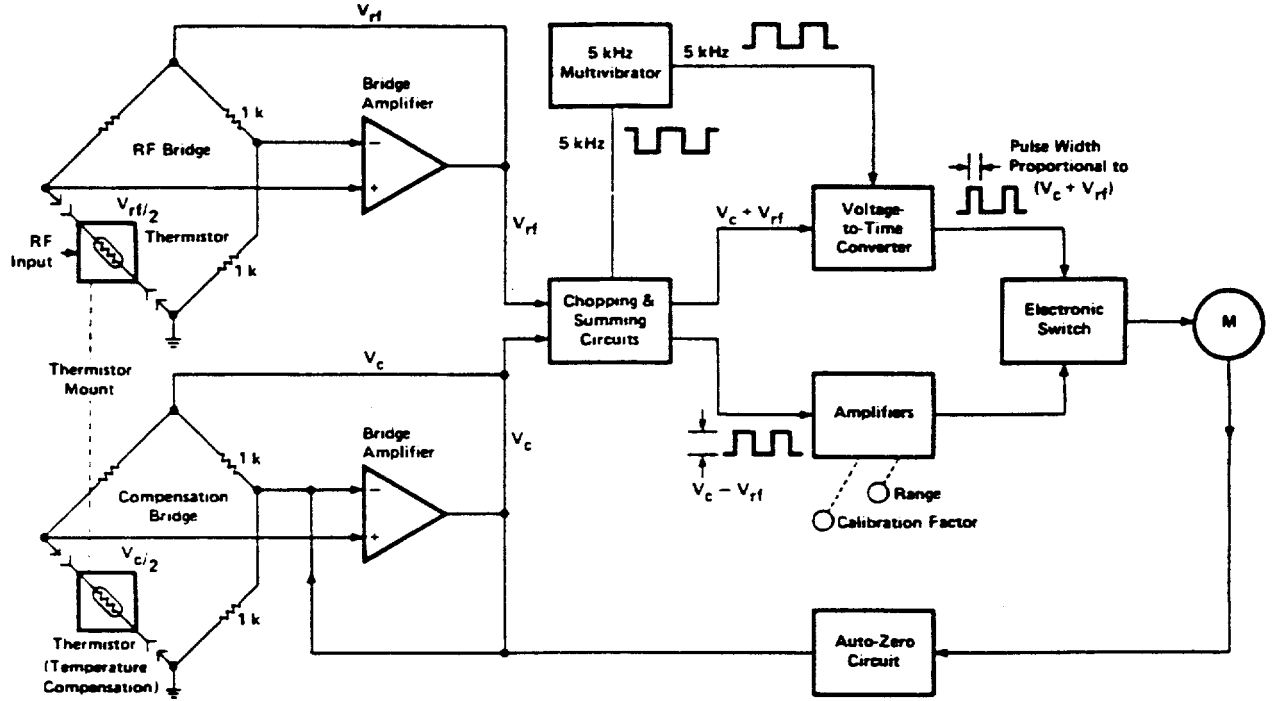 Vrf
5 kHz
Multivibrator
5 kHz
Bridge
Amplifier
1 k
RF Bridge
−
+
5 kHz
Pulse Width
Proportional to
(Vc + Vrf)
Vrf/2
Thermistor
RF
Input
1 k
Vrf
Vc + Vrf
Voltage-
to-Time
Converter
Chopping &
Summing
Circuits
Electronic
Switch
M
Thermistor
Mount
Vc
Amplifiers
Bridge
Amplifier
1 k
Vc
Vc − Vrf
Range
Calibration Factor
Compensation
Bridge
−
+
Vc/2
1 k
Thermistor
(Temperature
Compensation)
Auto-Zero
Circuit